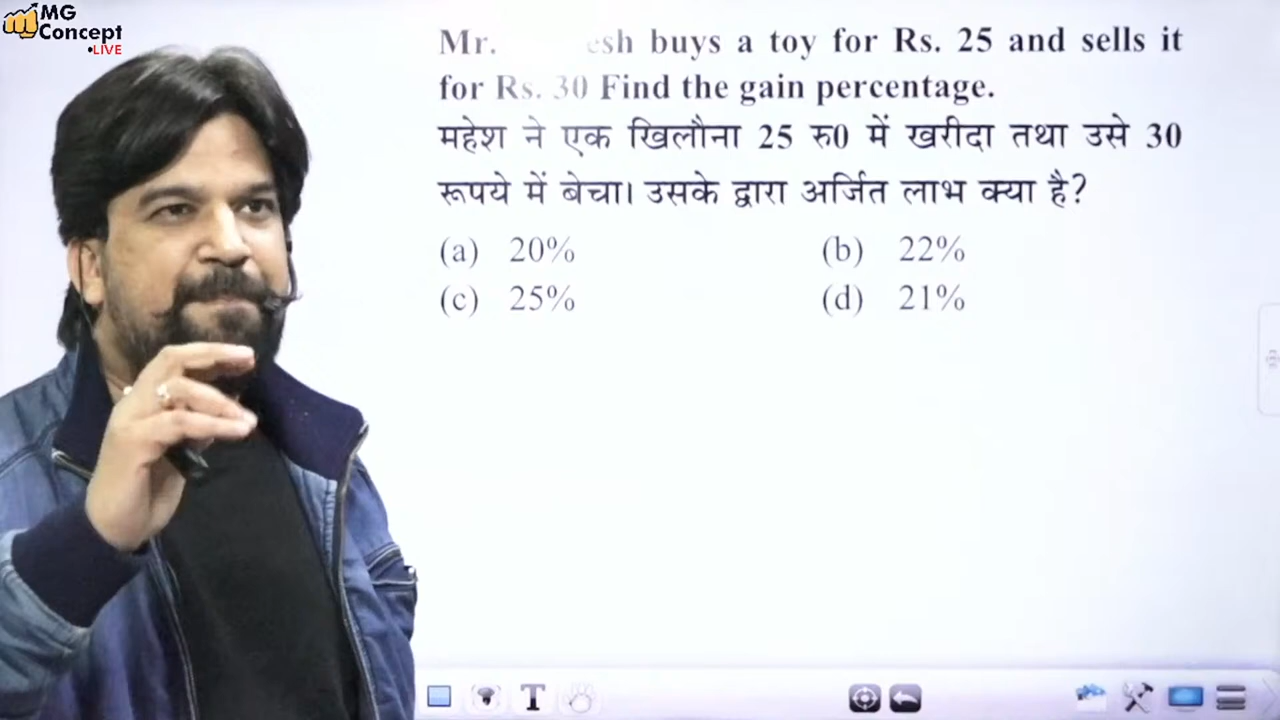 MG
Concept
LIVE
Mr. esh buys a toy for Rs. 25 and sells it
for Rs. 30 Find the gain percentage.
महेश ने एक खिलौना 25 रु0 में खरीदा तथा उसे 30
रूपये में बेचा। उसके द्वारा अर्जित लाभ क्या है?
(a) 20% (b) 22%
(c) 25% (d) 21%
T